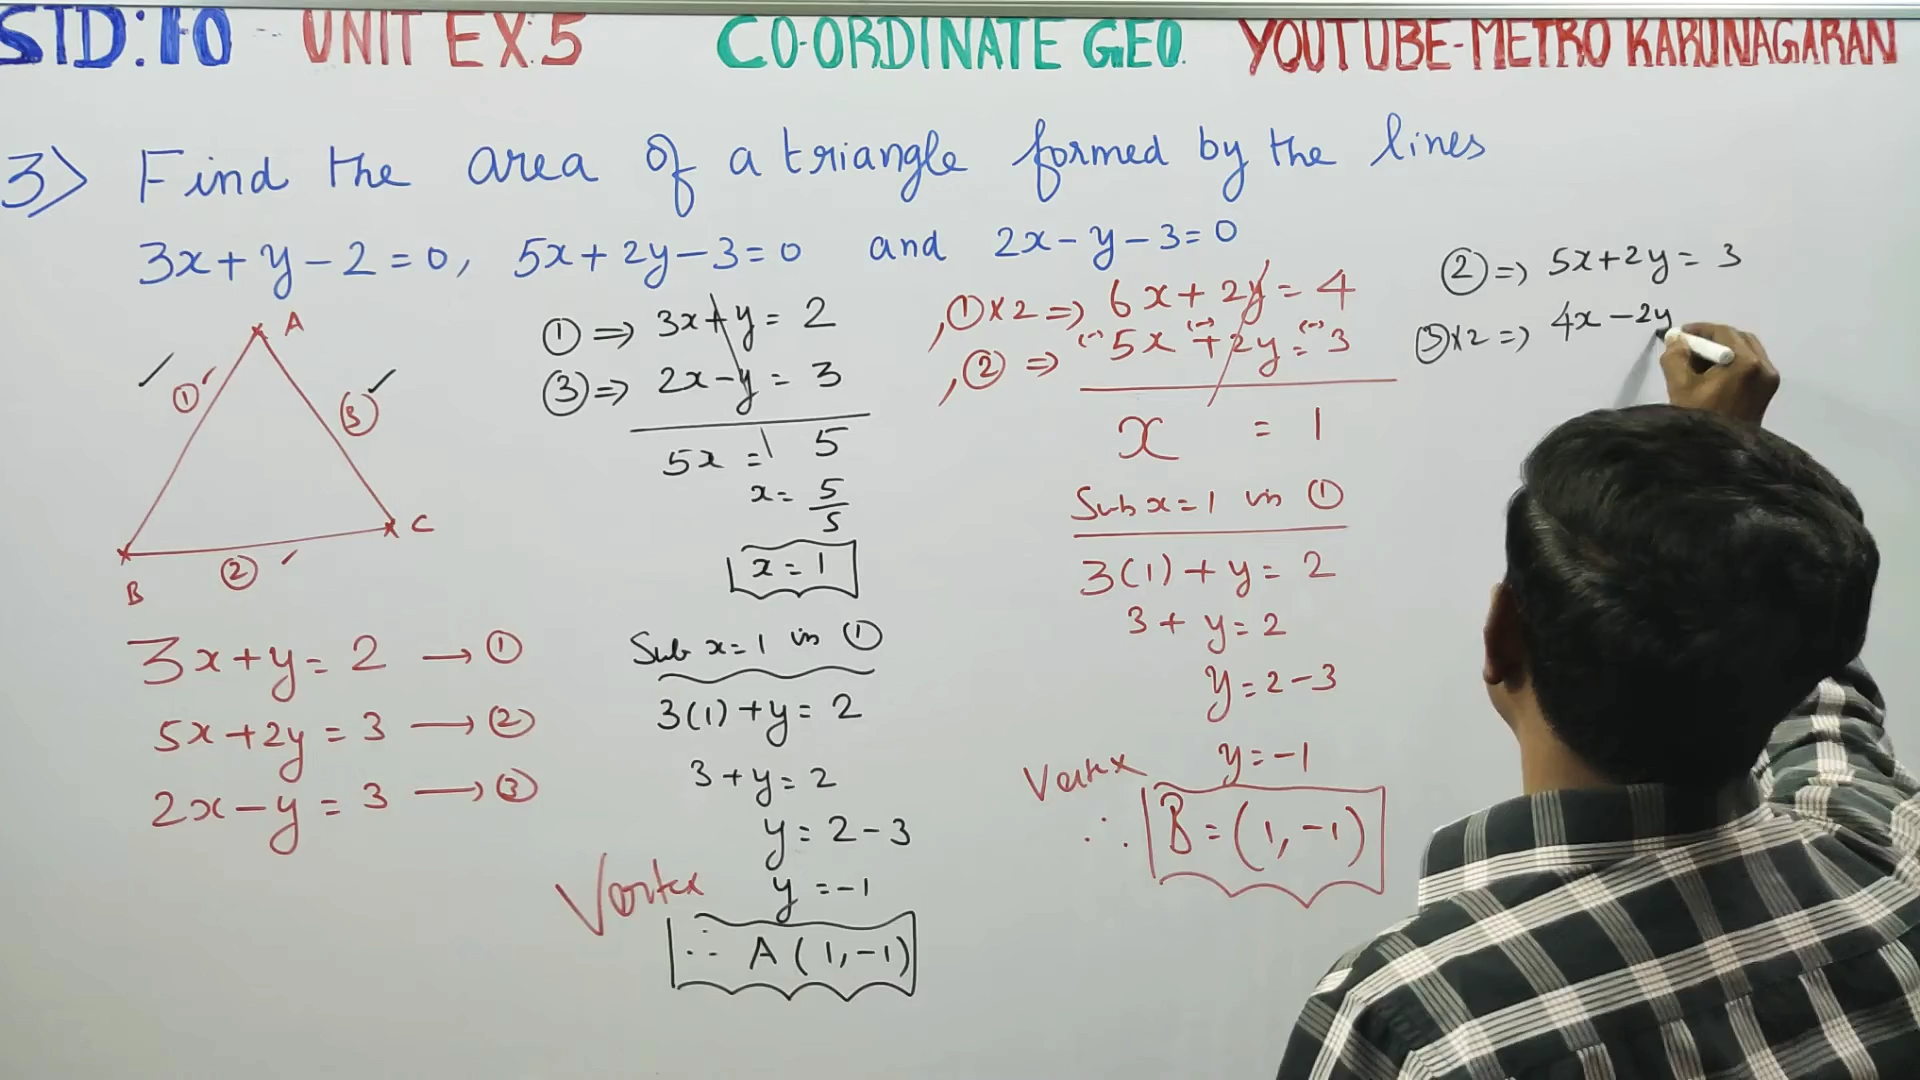 STD:10 UNIT EX:5 CO-ORDINATE GEO. YOUTUBE-METRO KARUNAGARAN
3) Find the area of a triangle formed by the lines
3x+y-2=0, 5x+2y-3=0 and 2x-y-3=0
A
①
③
B
②
C
3x+y=2 → ①
5x+2y=3 → ②
2x-y=3 → ③
① ⇒ 3x+y=2
③ ⇒ 2x-y=3
5x = 5
x = 5/5
x = 1
Sub x=1 in ①
3(1)+y=2
3+y=2
y=2-3
y=-1
Vertex
∴ A(1,-1)
, ①×2 ⇒ 6x+2y=4
, ② ⇒ (-)5x (-)+2y= (-)3
x = 1
Sub x=1 in ①
3(1)+y=2
3+y=2
y=2-3
y=-1
Vertex
∴ B=(1,-1)
② ⇒ 5x+2y=3
③×2 ⇒ 4x-2y